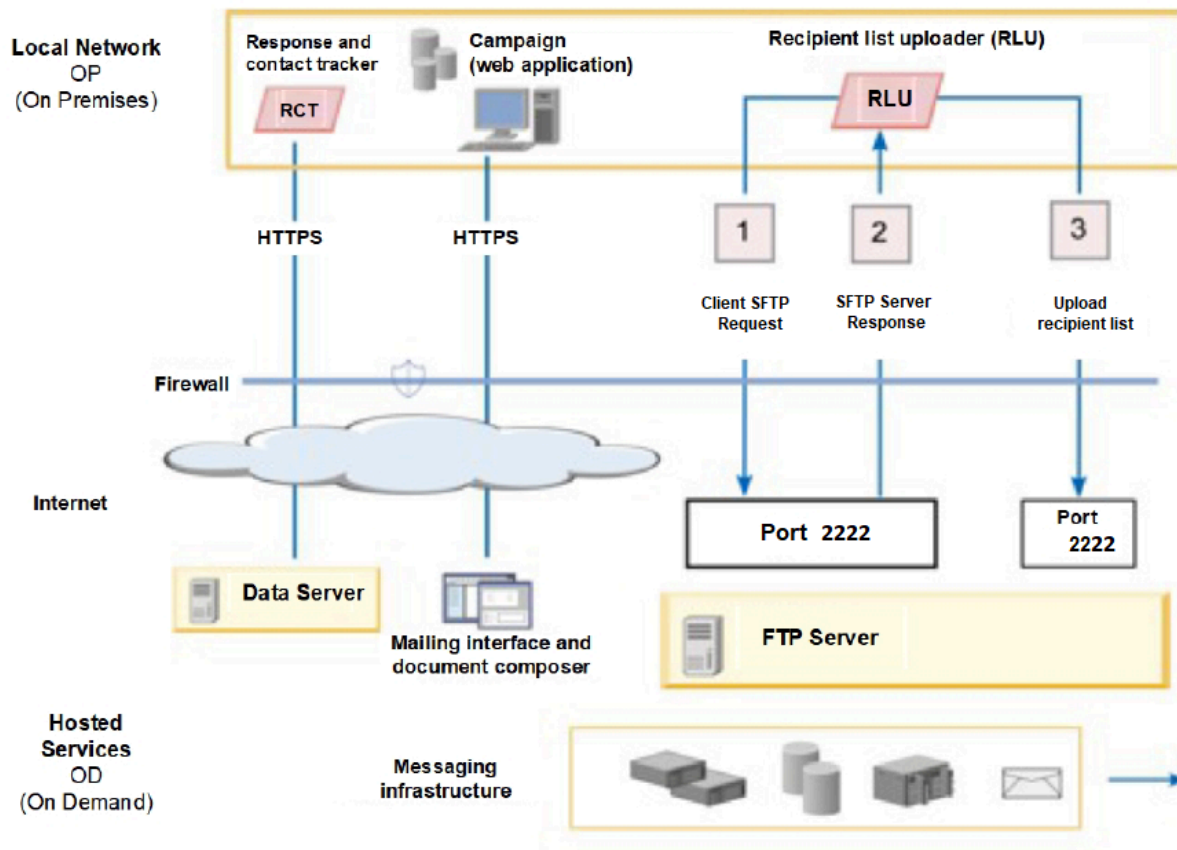 Local Network
OP
(On Premises)
Response and
contact tracker
RCT
Campaign
(web application)
Recipient list uploader (RLU)
RLU
HTTPS
HTTPS
1
2
3
Client SFTP
Request
SFTP Server
Response
Upload
recipient list
Firewall
Internet
Port 2222
Port
2222
Data Server
Mailing interface and
document composer
FTP Server
Hosted
Services
OD
(On Demand)
Messaging
infrastructure